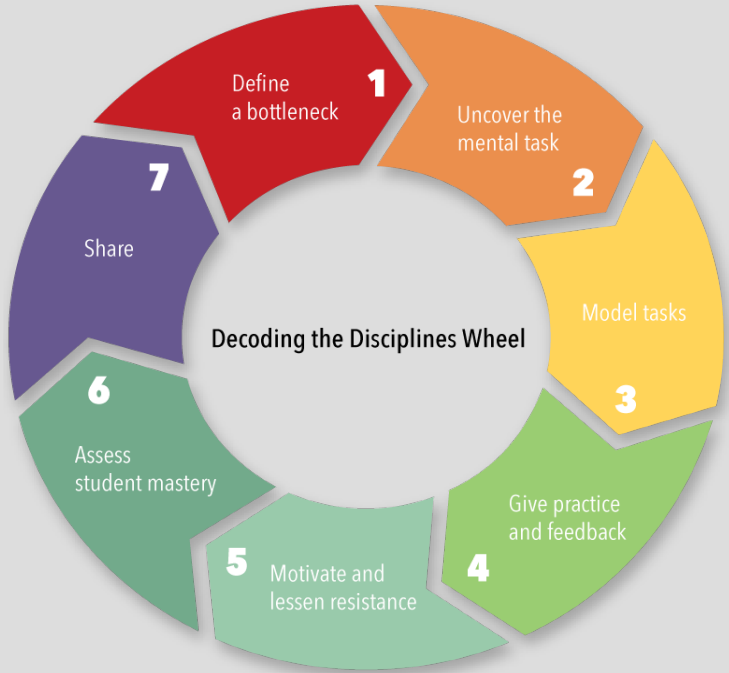 Decoding the Disciplines Wheel
1
Define
a bottleneck
2
Uncover the
mental task
3
Model tasks
4
Give practice
and feedback
5
Motivate and
lessen resistance
6
Assess
student mastery
7
Share